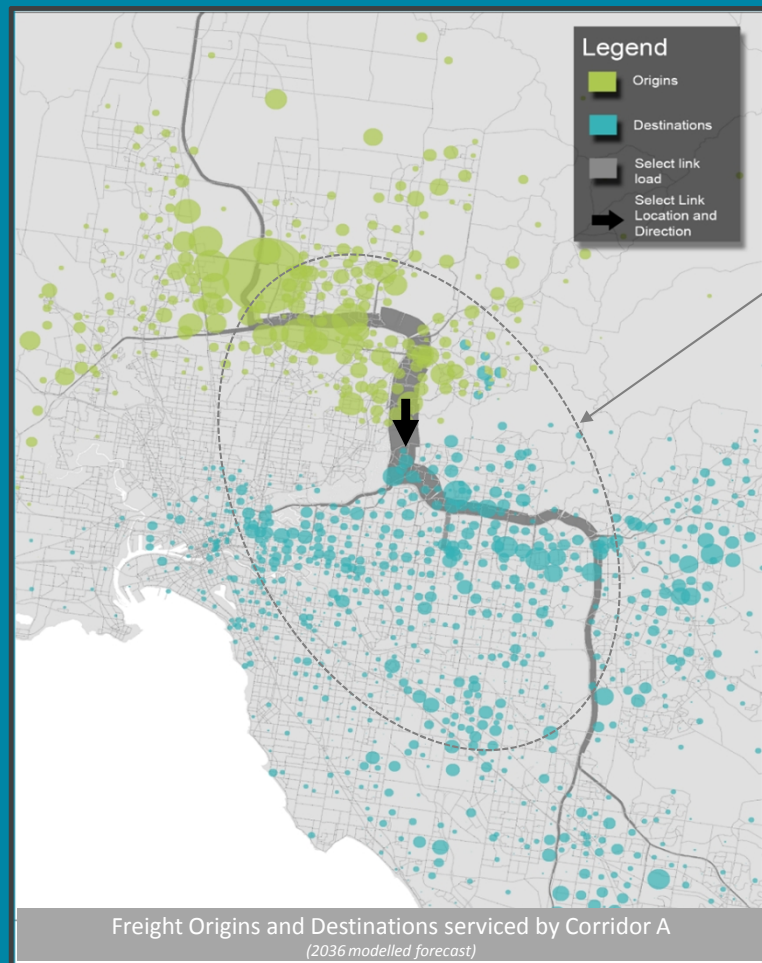 Legend
Origins
Destinations
Select link
load
Select Link
Location and
Direction
Freight Origins and Destinations serviced by Corridor A
(2036 modelled forecast)